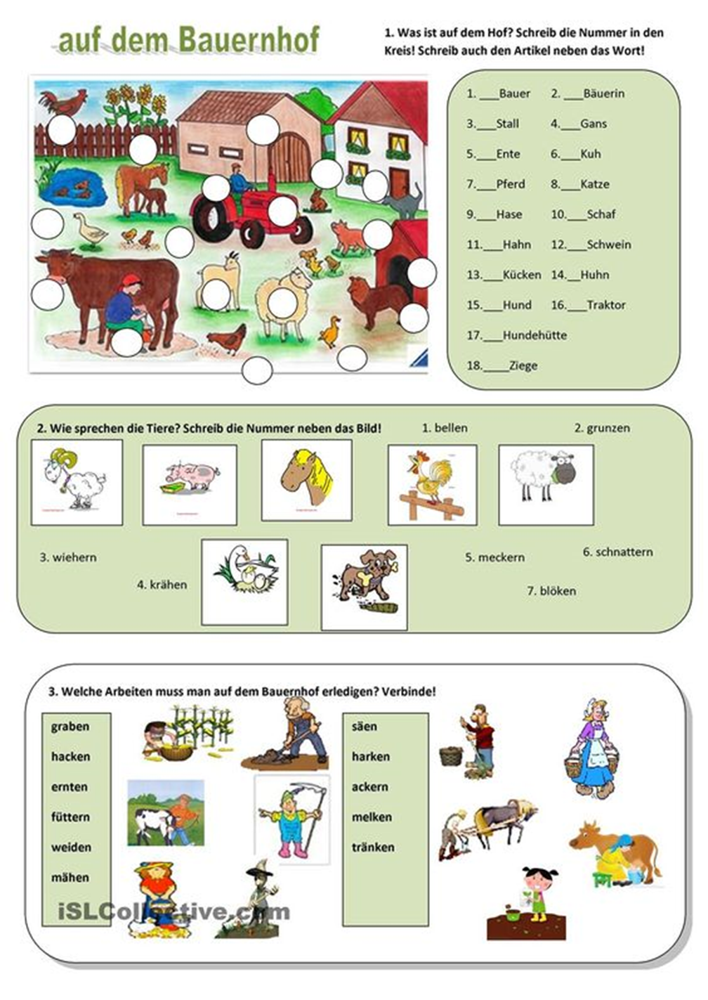 auf dem Bauernhof
1. Was ist auf dem Hof? Schreib die Nummer in den
Kreis! Schreib auch den Artikel neben das Wort!
1. ___Bauer 2. ___Bäuerin
3.___Stall 4.___Gans
5.___Ente 6.___Kuh
7.___Pferd 8.___Katze
9.___Hase 10.___Schaf
11.___Hahn 12.___Schwein
13.___Kücken 14.__Huhn
15.___Hund 16.___Traktor
17.___Hundehütte
18.____Ziege
2. Wie sprechen die Tiere? Schreib die Nummer neben das Bild!
1. bellen
2. grunzen
3. wiehern
4. krähen
5. meckern
6. schnattern
7. blöken
3. Welche Arbeiten muss man auf dem Bauernhof erledigen? Verbinde!
graben
hacken
ernten
füttern
weiden
mähen
säen
harken
ackern
melken
tränken
iSLCollective.com